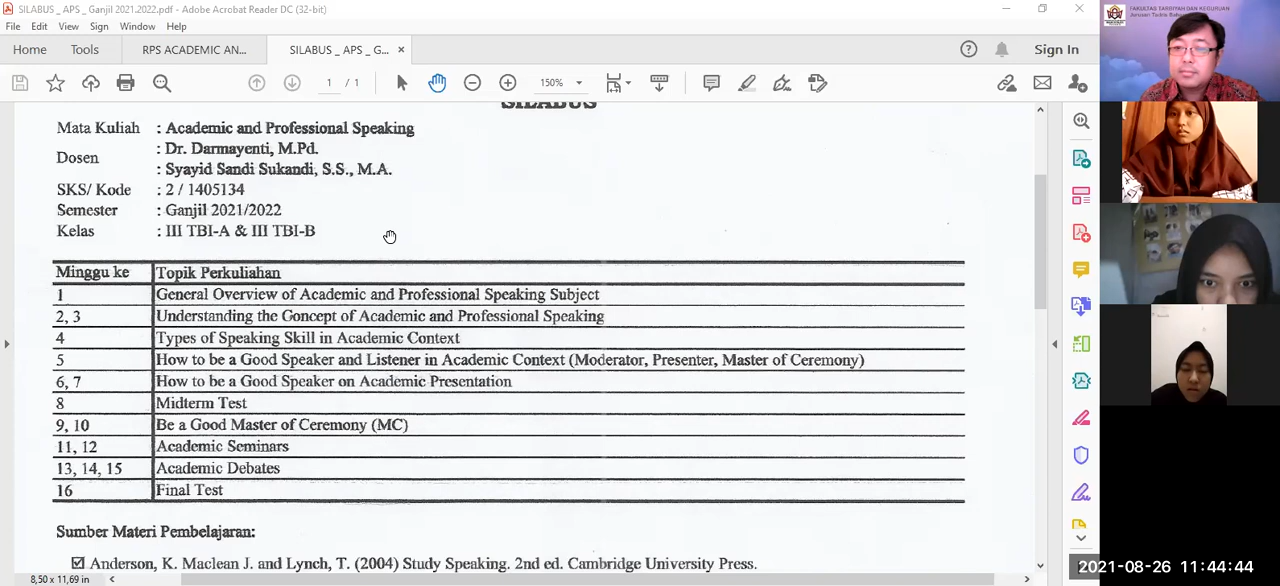 SILABUS _ APS _ Ganjil 2021.2022.pdf - Adobe Acrobat Reader DC (32-bit)
File Edit View Sign Window Help
Home Tools RPS ACADEMIC AN... SILABUS _ APS _ G... × Sign In
1 / 1 150%
SILABUS
Mata Kuliah : Academic and Professional Speaking
Dosen : Dr. Darmayenti, M.Pd.
: Syayid Sandi Sukandi, S.S., M.A.
SKS/ Kode : 2 / 1405134
Semester : Ganjil 2021/2022
Kelas : III TBI-A & III TBI-B
Minggu ke Topik Perkuliahan
1 General Overview of Academic and Professional Speaking Subject
2, 3 Understanding the Concept of Academic and Professional Speaking
4 Types of Speaking Skill in Academic Context
5 How to be a Good Speaker and Listener in Academic Context (Moderator, Presenter, Master of Ceremony)
6, 7 How to be a Good Speaker on Academic Presentation
8 Midterm Test
9, 10 Be a Good Master of Ceremony (MC)
11, 12 Academic Seminars
13, 14, 15 Academic Debates
16 Final Test
Sumber Materi Pembelajaran:
☑ Anderson, K. Maclean J. and Lynch, T. (2004) Study Speaking. 2nd ed. Cambridge University Press.
8,50 x 11,69 in
FAKULTAS TARBIYAH DAN KEGURUAN
Jurusan Tadris Bahasa
2021-08-26 11:44:44